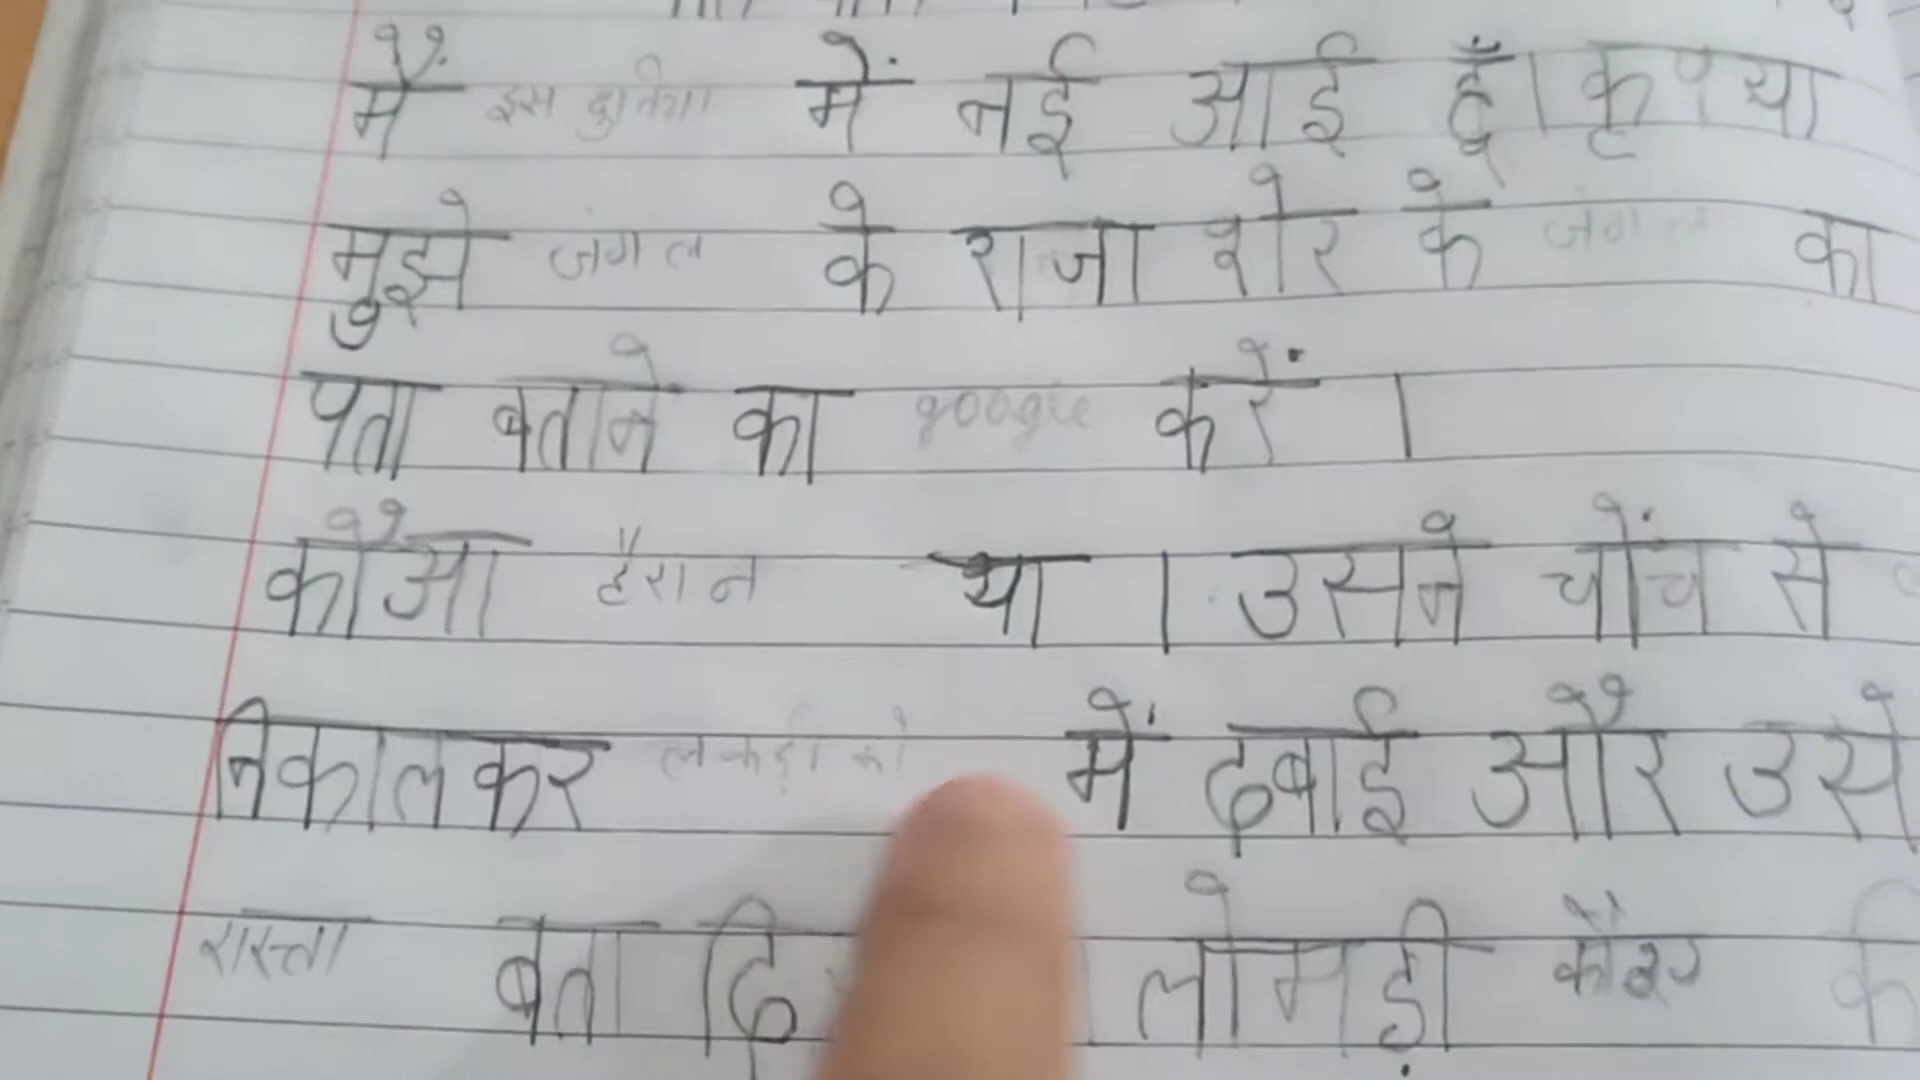 मैं इस दुनिया में नई आई हूँ। कृपया
मुझे जंगल के राजा शेर के जंगल का
पता बताने का google करें।
कौआ हैरान था। उसने चोंच से
निकालकर लकड़ी को में दबाई और उसे
रास्ता बता लोमड़ी